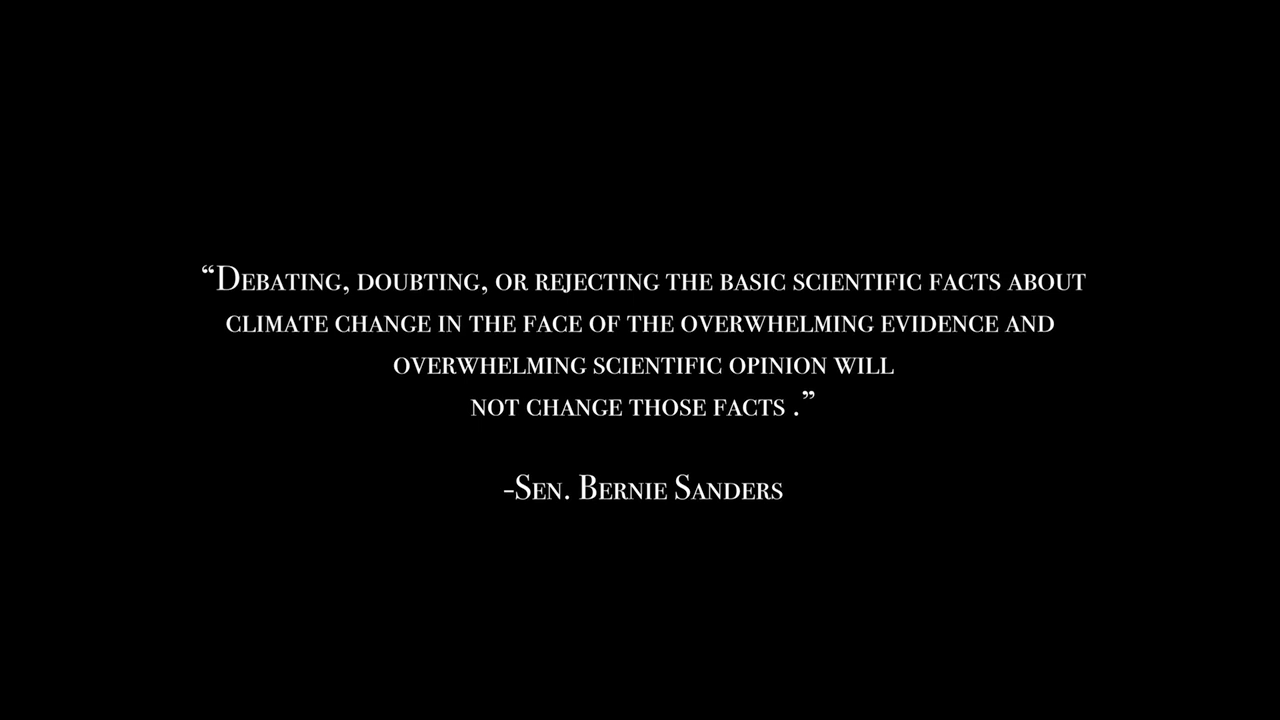 “Debating, doubting, or rejecting the basic scientific facts about
climate change in the face of the overwhelming evidence and
overwhelming scientific opinion will
not change those facts .”
-Sen. Bernie Sanders